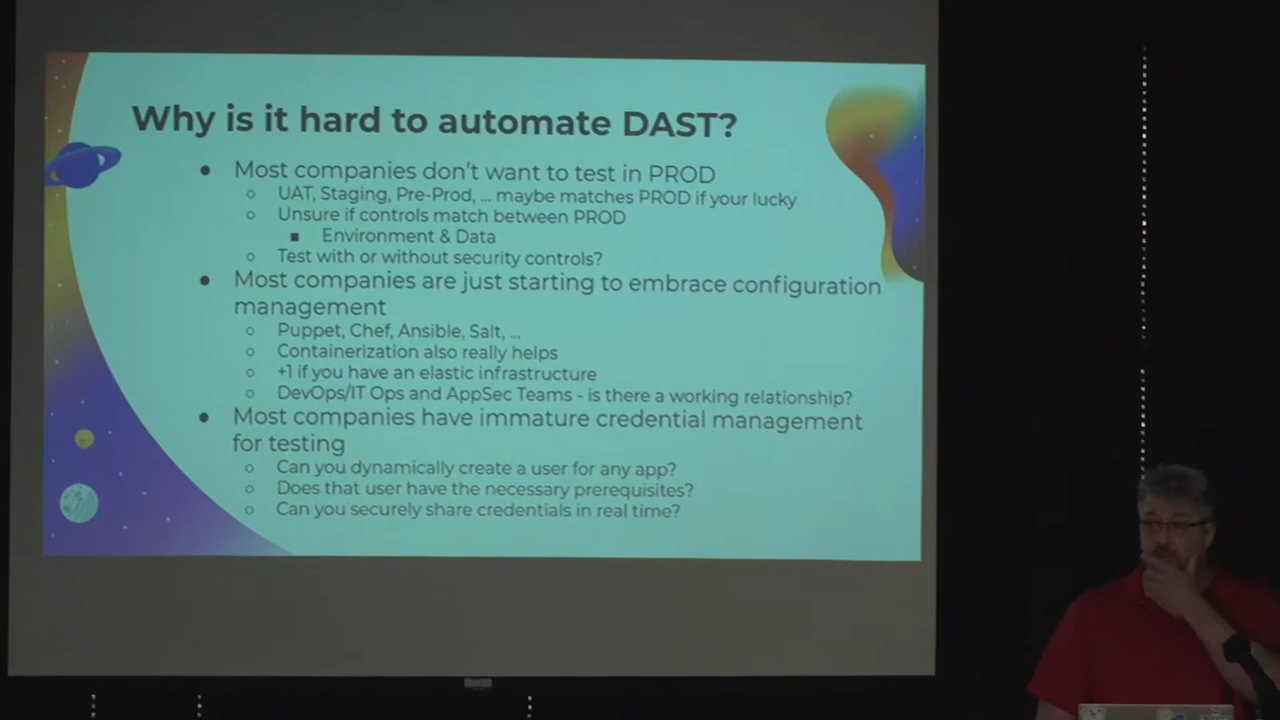 Why is it hard to automate DAST?
● Most companies don't want to test in PROD
○ UAT, Staging, Pre-Prod, ... maybe matches PROD if your lucky
○ Unsure if controls match between PROD
■ Environment & Data
○ Test with or without security controls?
● Most companies are just starting to embrace configuration
management
○ Puppet, Chef, Ansible, Salt, ...
○ Containerization also really helps
○ +1 if you have an elastic infrastructure
○ DevOps/IT Ops and AppSec Teams - is there a working relationship?
● Most companies have immature credential management
for testing
○ Can you dynamically create a user for any app?
○ Does that user have the necessary prerequisites?
○ Can you securely share credentials in real time?